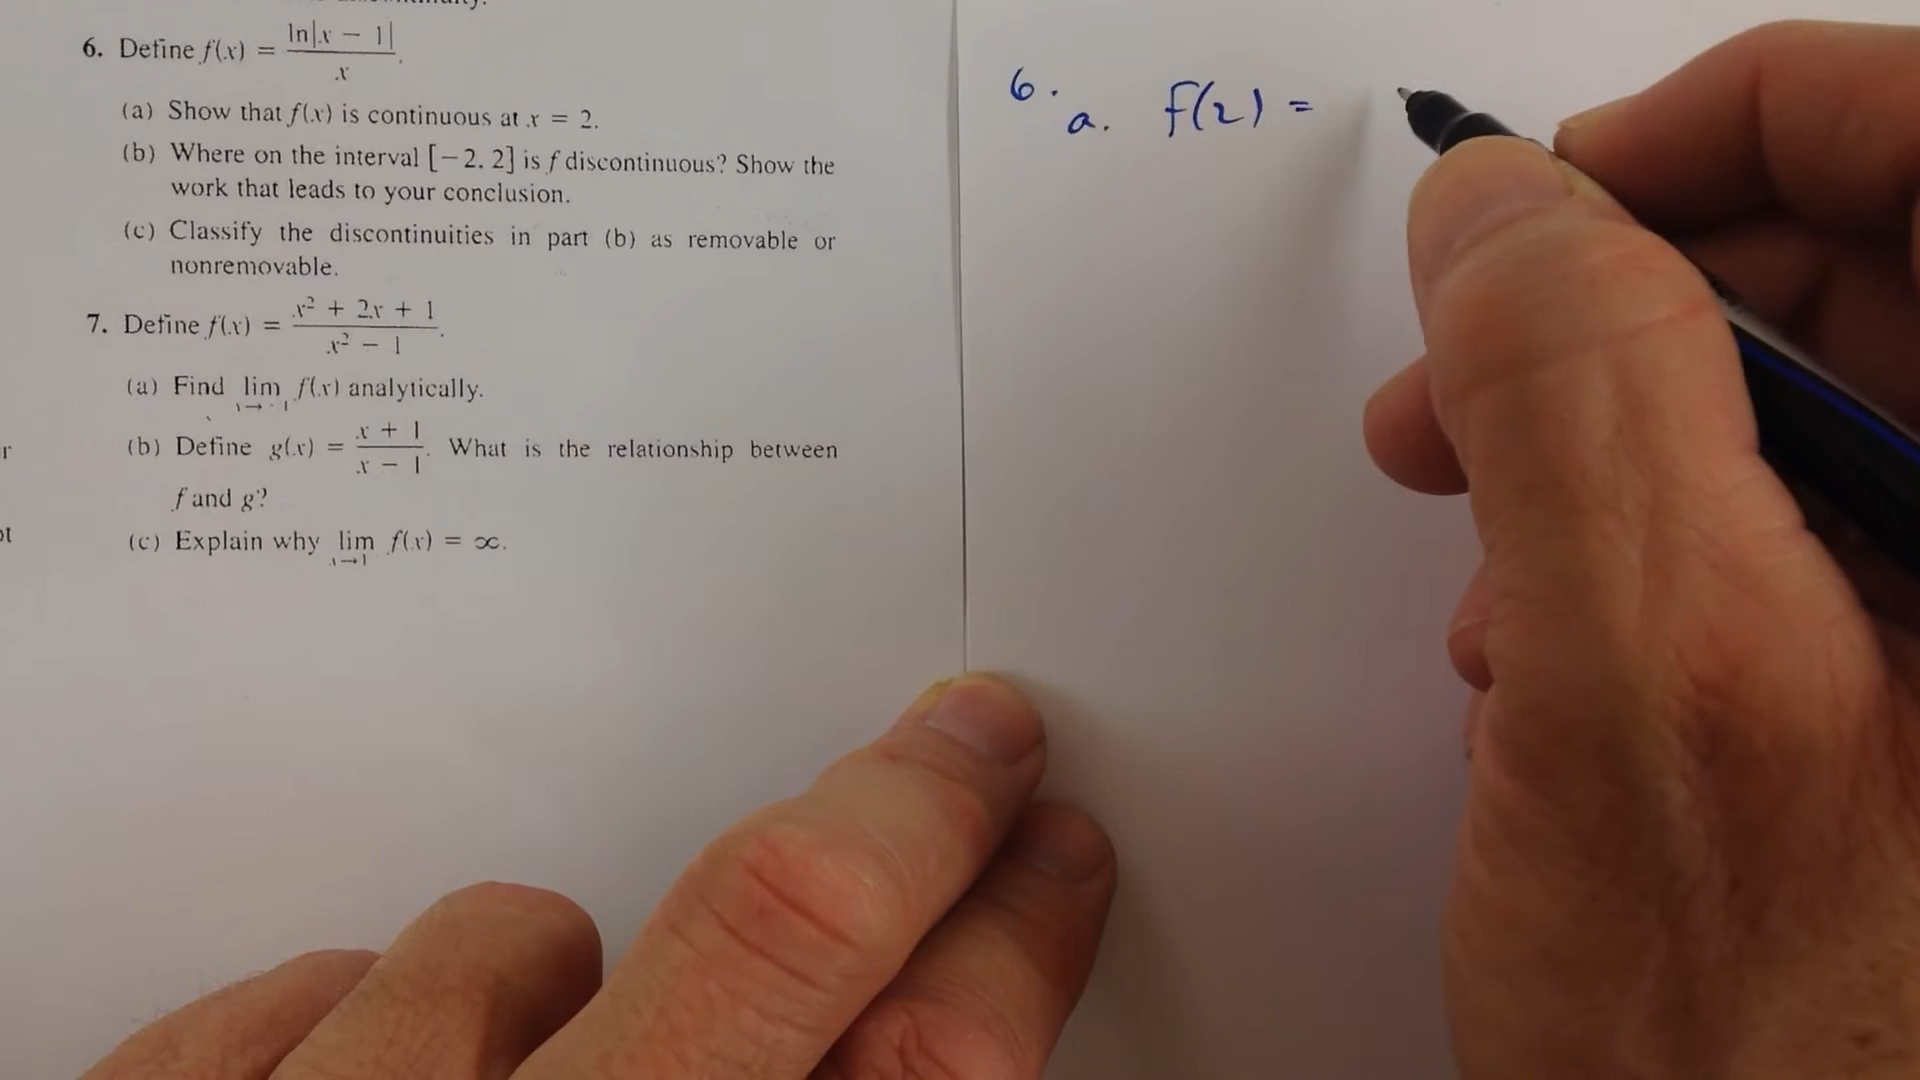 6. Define f(x) = ln|x − 1| / x.
(a) Show that f(x) is continuous at x = 2.
(b) Where on the interval [−2, 2] is f discontinuous? Show the
work that leads to your conclusion.
(c) Classify the discontinuities in part (b) as removable or
nonremovable.
7. Define f(x) = x² + 2x + 1 / x² − 1.
(a) Find lim x→−1 f(x) analytically.
(b) Define g(x) = x + 1 / x − 1. What is the relationship between
f and g?
(c) Explain why lim x→1 f(x) = ∞.
6.
a. f(2) =